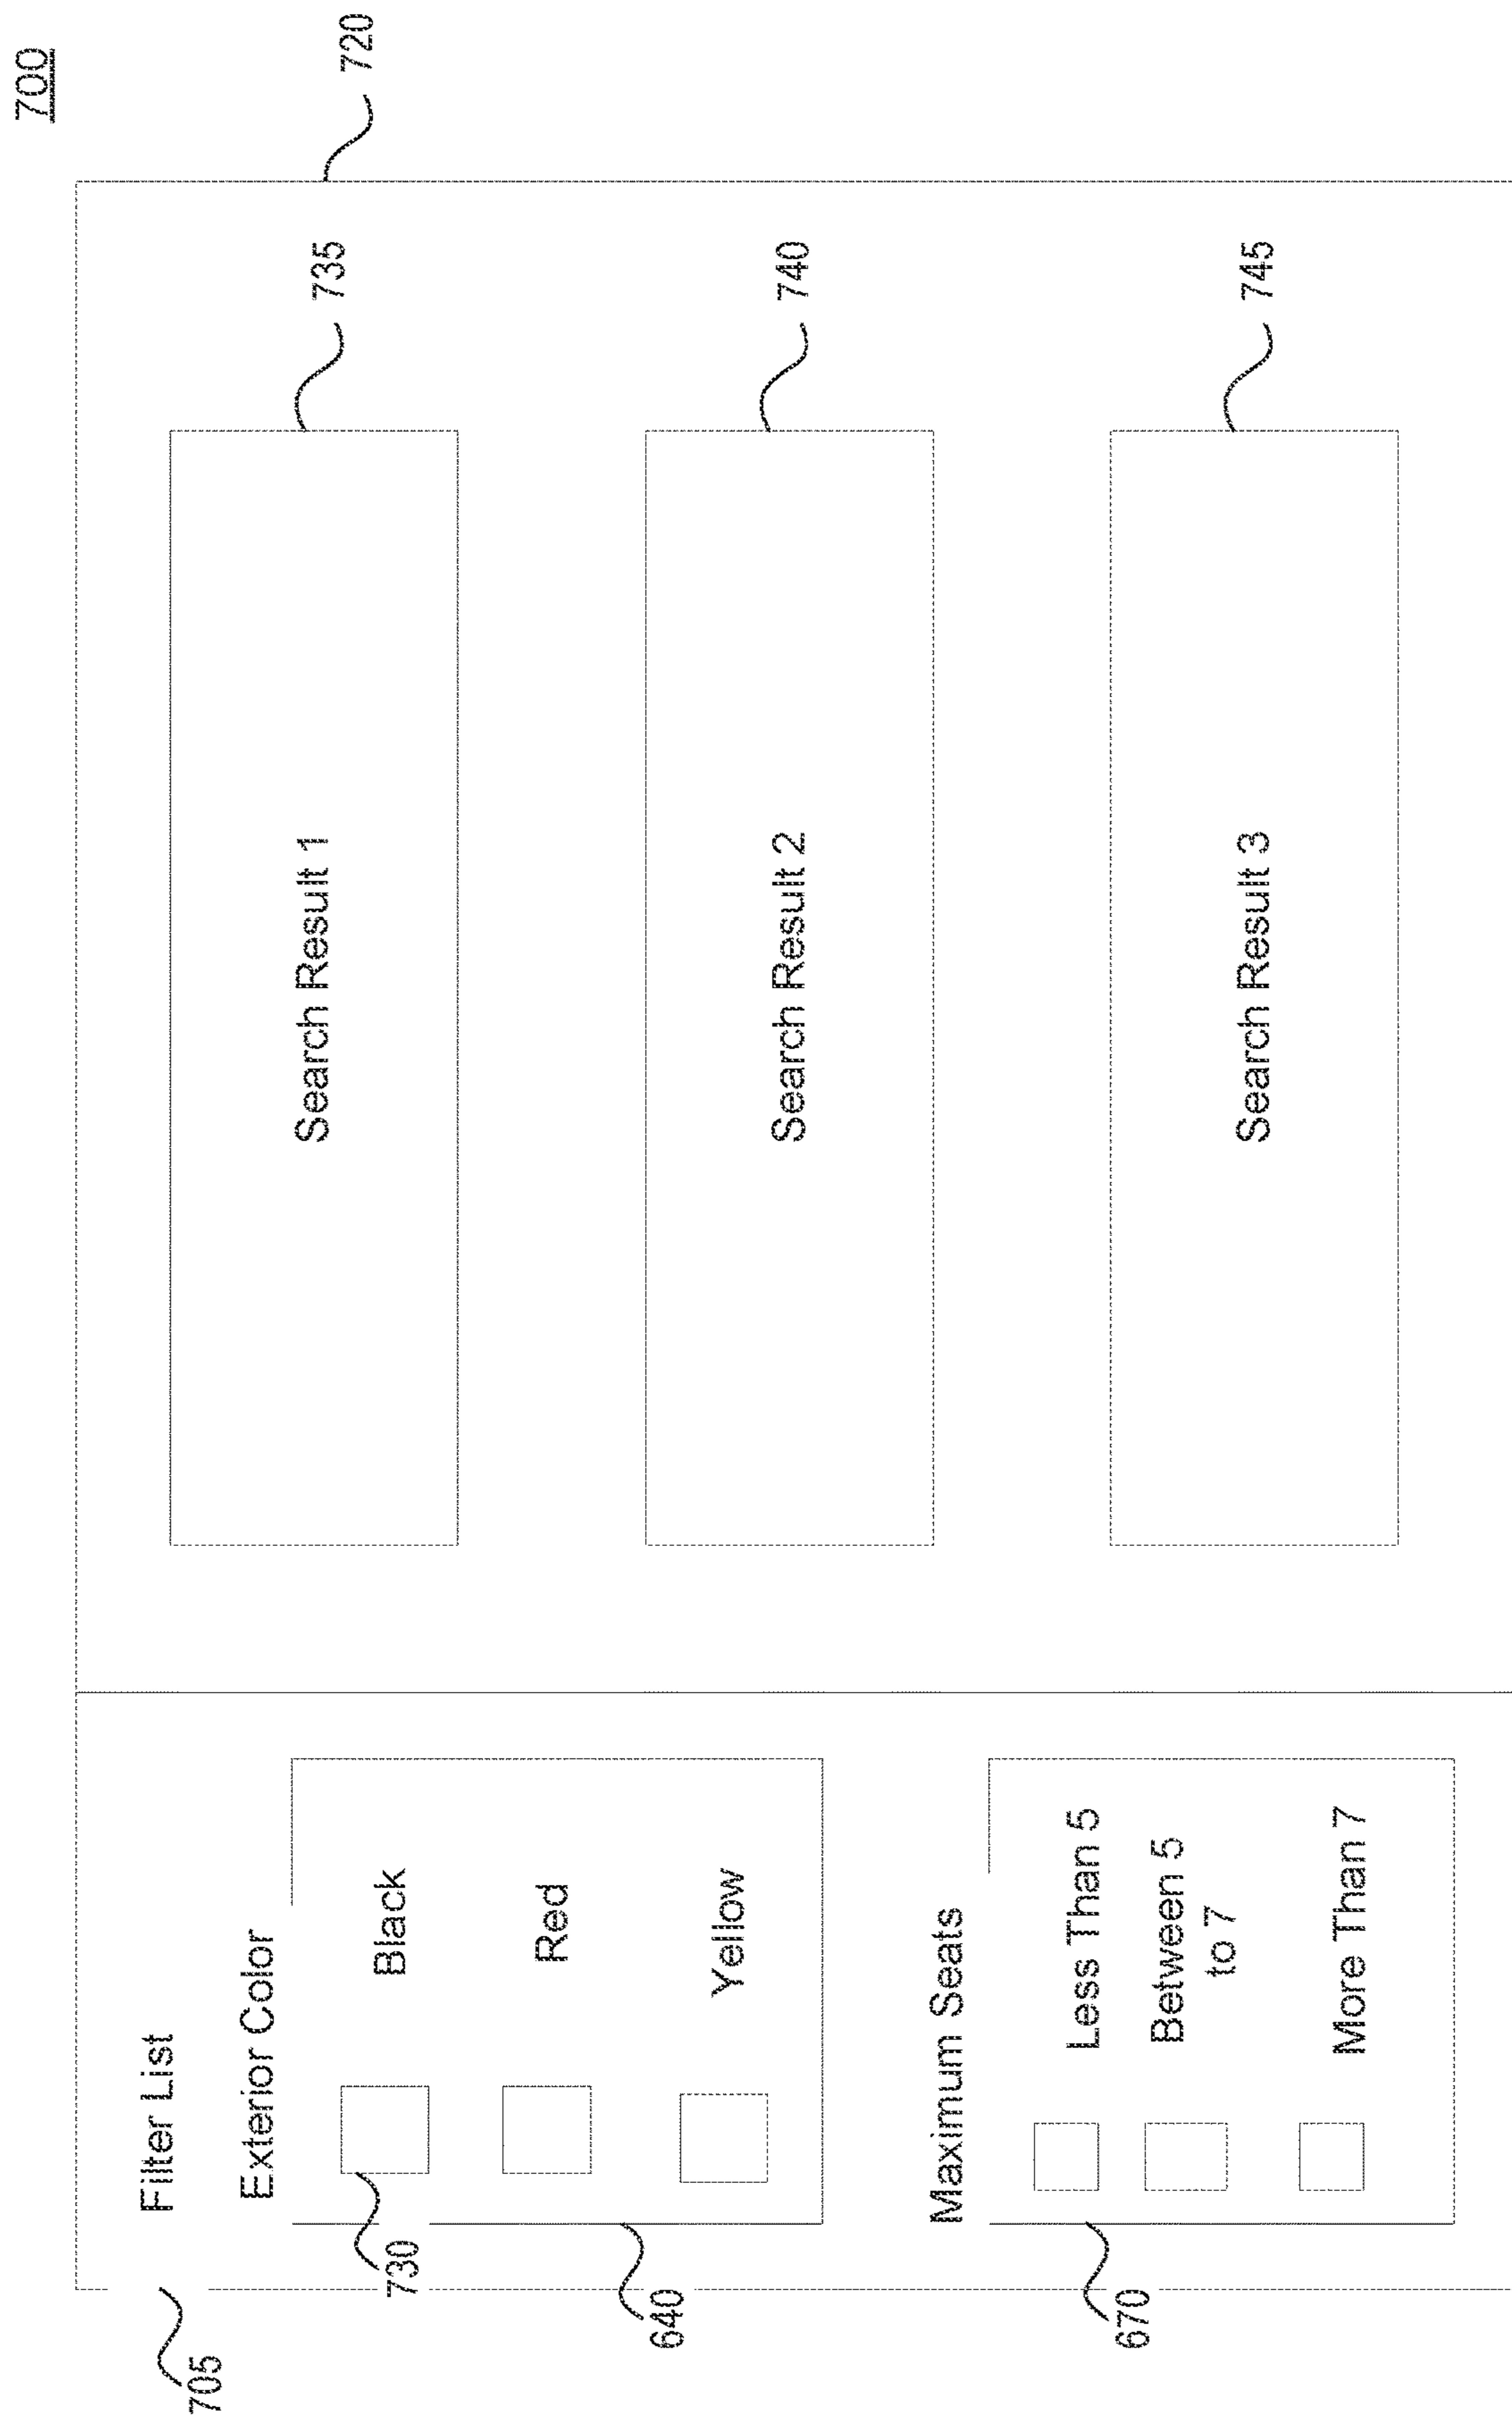 700
720
705
Filter List
Exterior Color
730
Black
Red
Yellow
640
Maximum Seats
670
Less Than 5
Between 5
to 7
More Than 7
Search Result 1
735
Search Result 2
740
Search Result 3
745